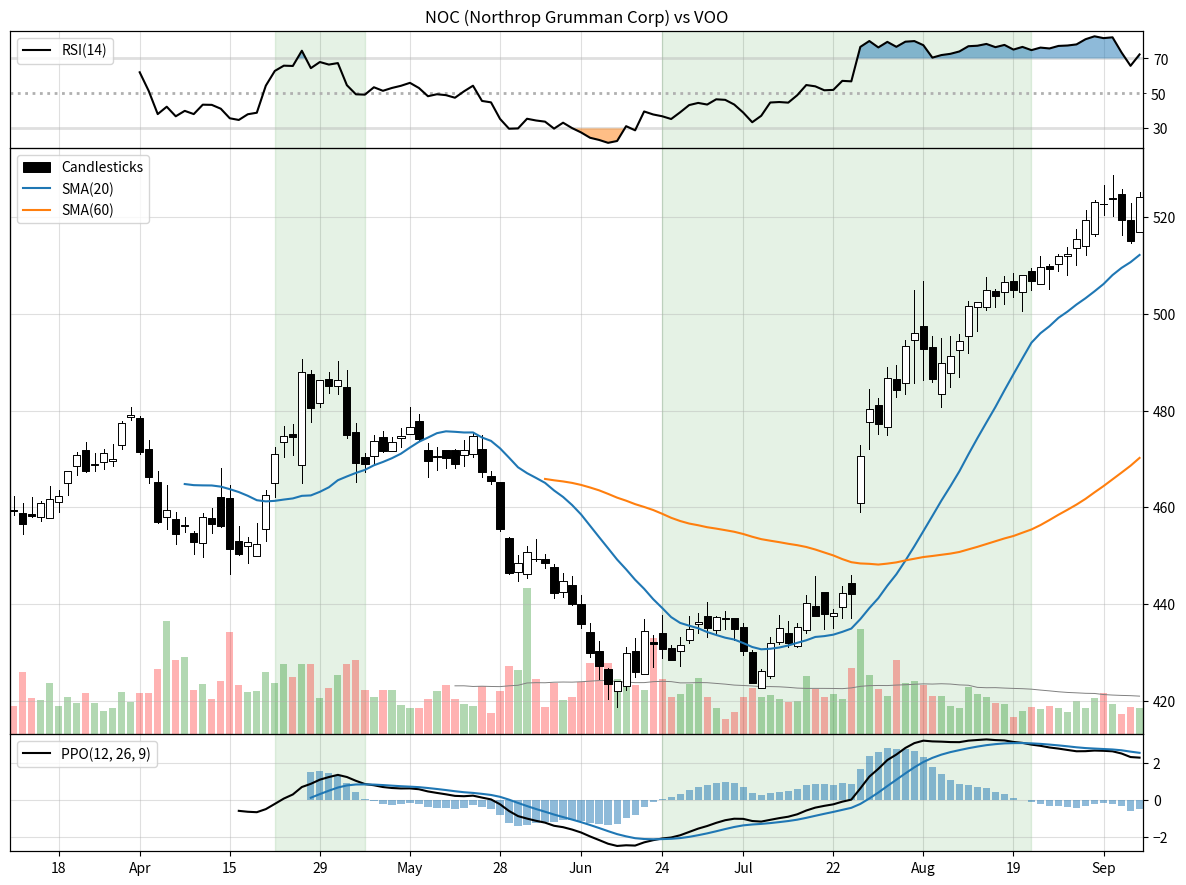 NOC (Northrop Grumman Corp) vs VOO
RSI(14)
70
50
30
Candlesticks
SMA(20)
SMA(60)
520
500
480
460
440
420
PPO(12, 26, 9)
2
0
−2
18 Apr 15 29 May 28 Jun 24 Jul 22 Aug 19 Sep